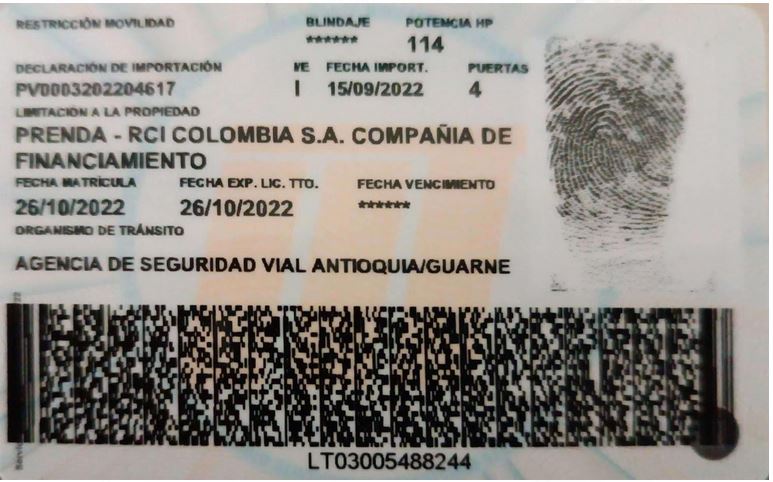 RESTRICCIÓN MOVILIDAD BLINDAJE POTENCIA HP
****** 114
DECLARACIÓN DE IMPORTACIÓN I/E FECHA IMPORT. PUERTAS
PV0003202204617 I 15/09/2022 4
LIMITACIÓN A LA PROPIEDAD
PRENDA - RCI COLOMBIA S.A. COMPAÑIA DE
FINANCIAMIENTO
FECHA MATRÍCULA FECHA EXP. LIC. TTO. FECHA VENCIMIENTO
26/10/2022 26/10/2022 ******
ORGANISMO DE TRÁNSITO
AGENCIA DE SEGURIDAD VIAL ANTIOQUIA/GUARNE
LT03005488244